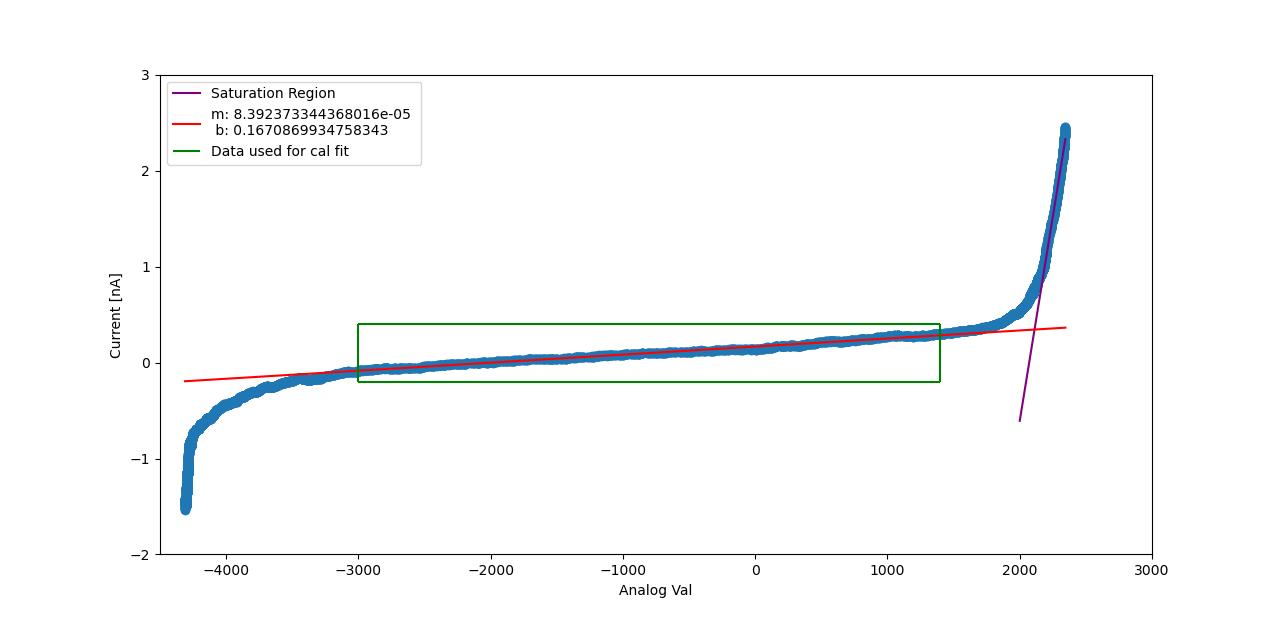 Saturation Region
m: 8.392373344368016e-05
b: 0.1670869934758343
Data used for cal fit
3
2
1
0
−1
−2
Current [nA]
−4000 −3000 −2000 −1000 0 1000 2000 3000
Analog Val